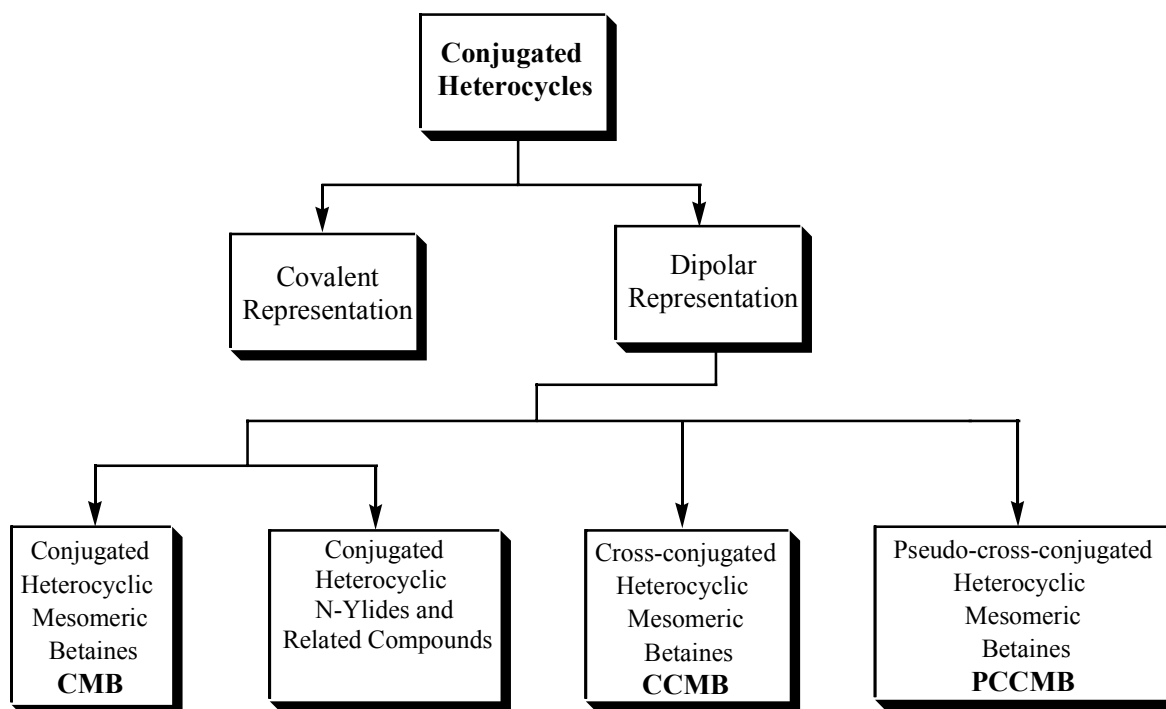 Conjugated
Heterocycles
Covalent
Representation
Dipolar
Representation
Conjugated
Heterocyclic
Mesomeric
Betaines
CMB
Conjugated
Heterocyclic
N-Ylides and
Related Compounds
Cross-conjugated
Heterocyclic
Mesomeric
Betaines
CCMB
Pseudo-cross-conjugated
Heterocyclic
Mesomeric
Betaines
PCCMB